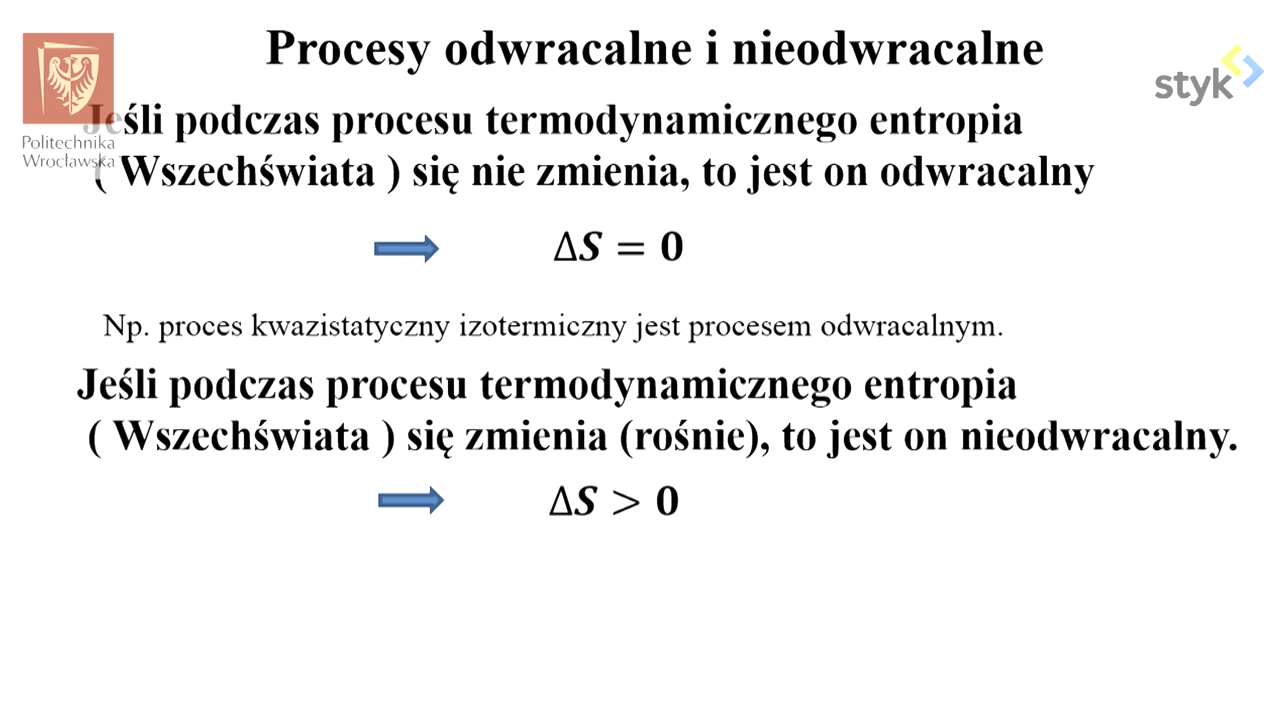 Procesy odwracalne i nieodwracalne
styk
Politechnika
Wrocławska
Jeśli podczas procesu termodynamicznego entropia
( Wszechświata ) się nie zmienia, to jest on odwracalny
ΔS = 0
Np. proces kwazistatyczny izotermiczny jest procesem odwracalnym.
Jeśli podczas procesu termodynamicznego entropia
( Wszechświata ) się zmienia (rośnie), to jest on nieodwracalny.
ΔS > 0